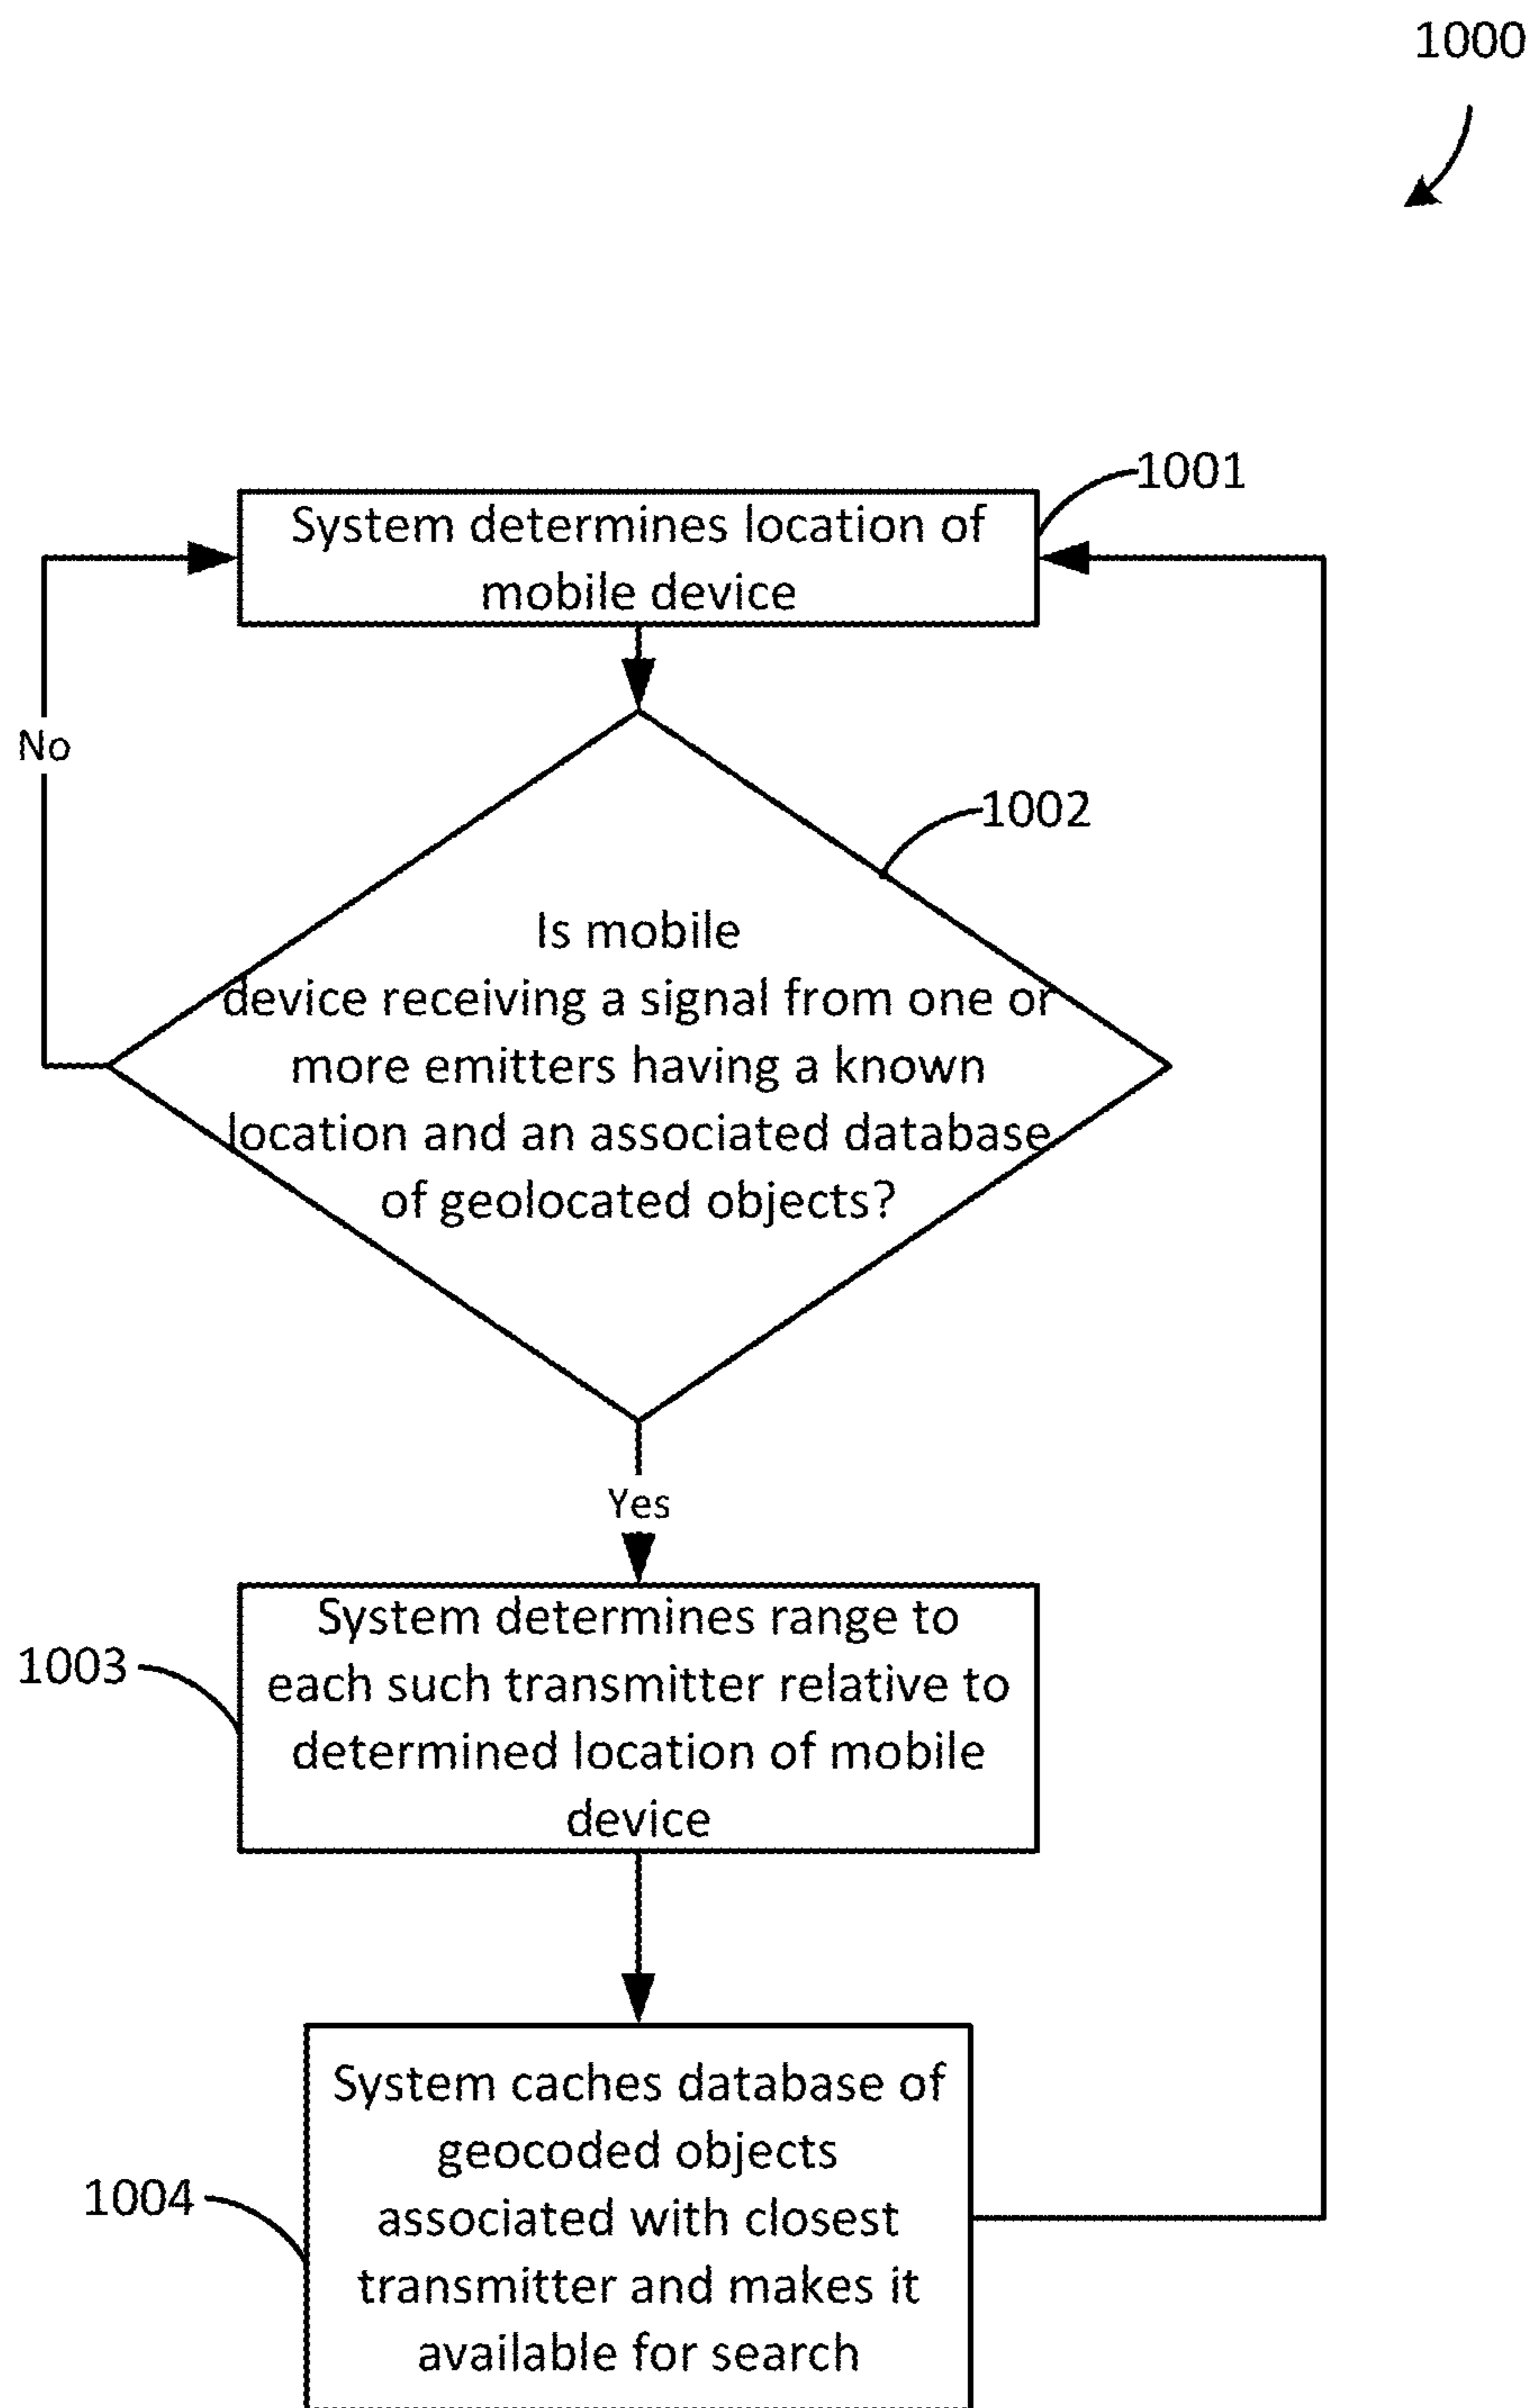 1000
1001
System determines location of
mobile device
No
1002
Is mobile
device receiving a signal from one or
more emitters having a known
location and an associated database
of geolocated objects?
Yes
System determines range to
1003
each such transmitter relative to
determined location of mobile
device
System caches database of
geocoded objects
1004
associated with closest
transmitter and makes it
available for search